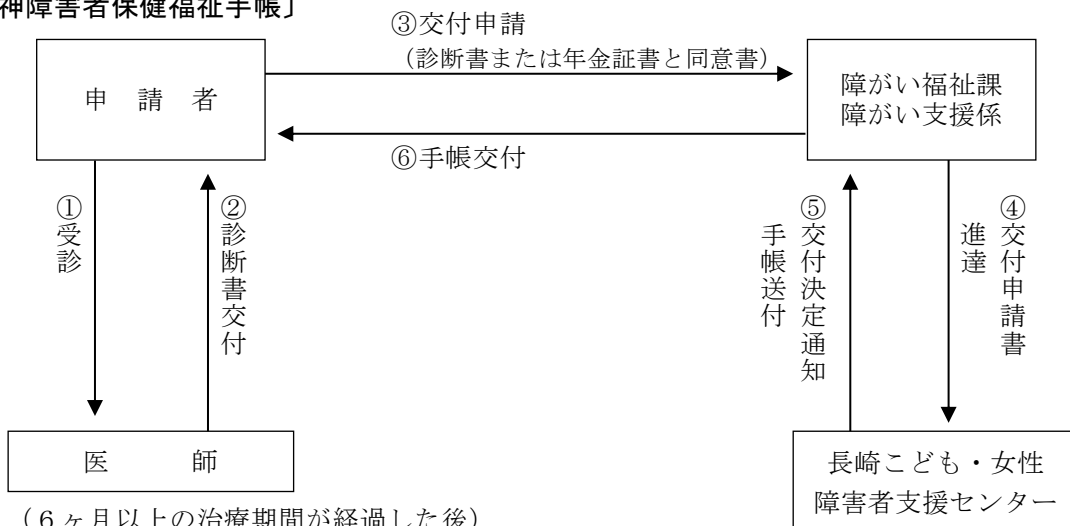 神障害者保健福祉手帳〕
③交付申請
（診断書または年金証書と同意書）
申請者
障がい福祉課
障がい支援係
⑥手帳交付
①受診
②診断書交付
⑤交付決定通知
手帳送付
④交付申請書
進達
医師
長崎こども・女性
障害者支援センター
（６ヶ月以上の治療期間が経過した後）